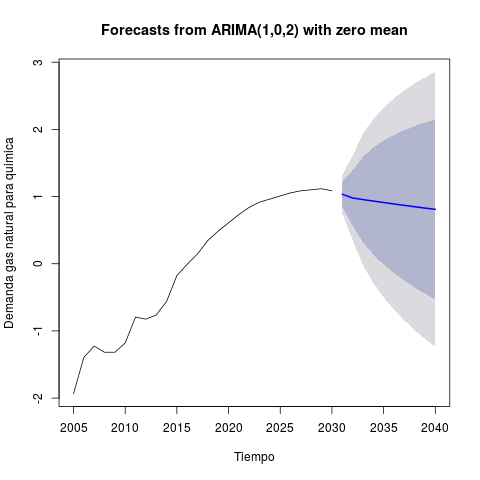 Forecasts from ARIMA(1,0,2) with zero mean
Demanda gas natural para quimica
3
2
1
0
-1
-2
2005 2010 2015 2020 2025 2030 2035 2040
Tiempo